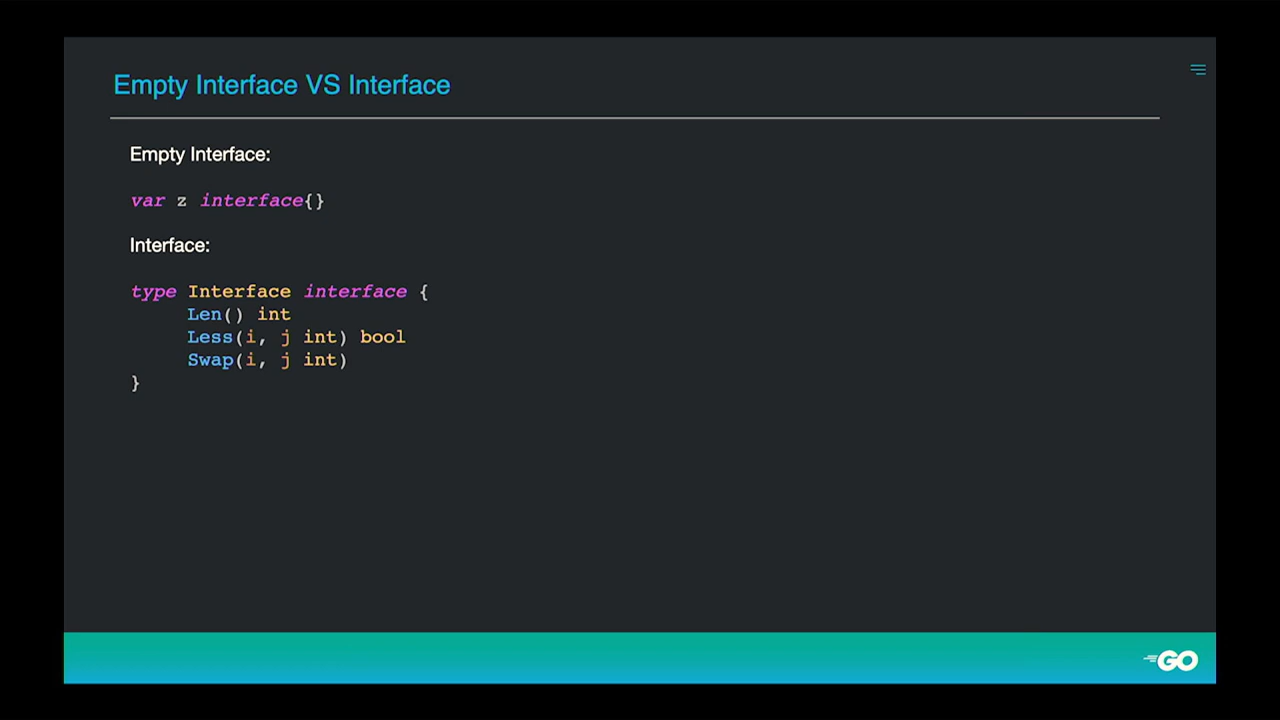 Empty Interface VS Interface
Empty Interface:
var z interface{}
Interface:
type Interface interface {
Len() int
Less(i, j int) bool
Swap(i, j int)
}
GO